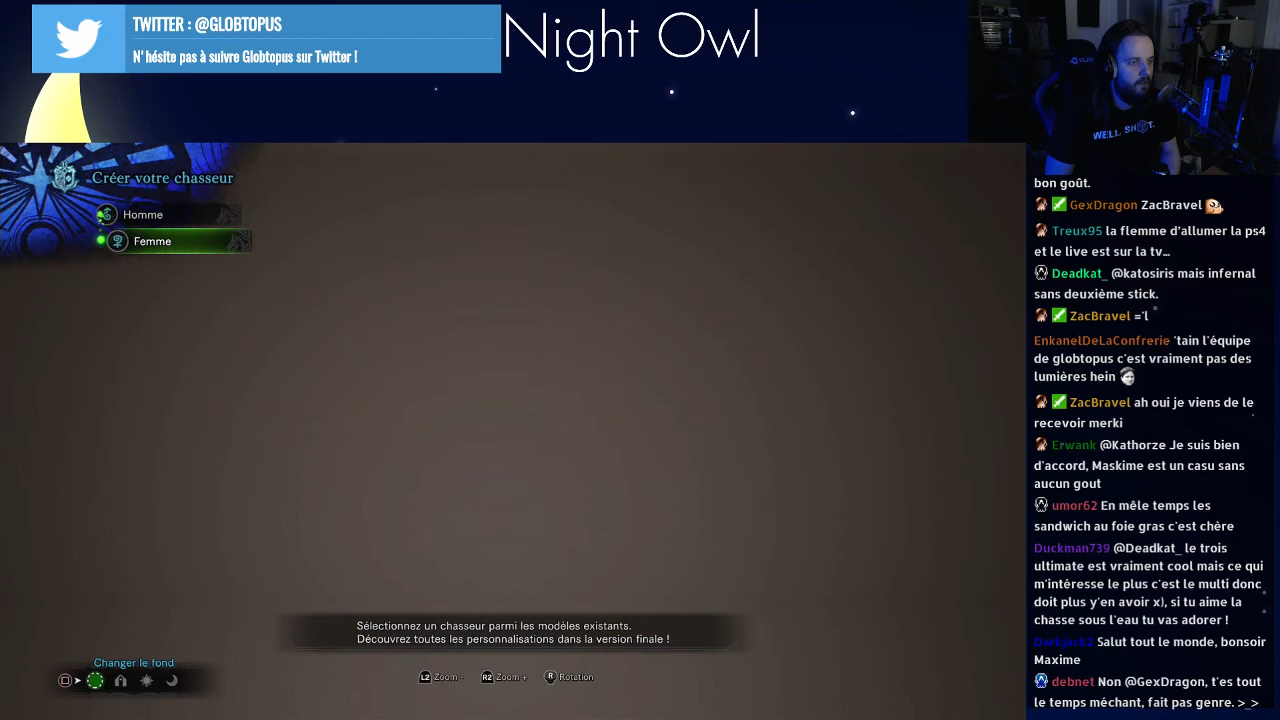 TWITTER : @GLOBTOPUS
N'hésite pas à suivre Globtopus sur Twitter !
Night Owl
WELL SHOT.
Créer votre chasseur
Homme
Femme
Sélectionnez un chasseur parmi les modèles existants.
Découvrez toutes les personnalisations dans la version finale !
Changer le fond
L2 Zoom -
R2 Zoom +
R Rotation
bon goût.
GexDragon ZacBravel
Treux95 la flemme d'allumer la ps4
et le live est sur la tv...
Deadkat_ @katosiris mais infernal
sans deuxième stick.
ZacBravel ='l
EnkanelDeLaConfrerie 'tain l'équipe
de globtopus c'est vraiment pas des
lumières hein
ZacBravel ah oui je viens de le
recevoir merki
Erwank @Kathorze Je suis bien
d'accord, Maskime est un casu sans
aucun gout
umor62 En mêle temps les
sandwich au foie gras c'est chère
Duckman739 @Deadkat_ le trois
ultimate est vraiment cool mais ce qui
m'intéresse le plus c'est le multi donc
doit plus y'en avoir x), si tu aime la
chasse sous l'eau tu vas adorer !
Darkjack2 Salut tout le monde, bonsoir
Maxime
debnet Non @GexDragon, t'es tout
le temps méchant, fait pas genre. >_>